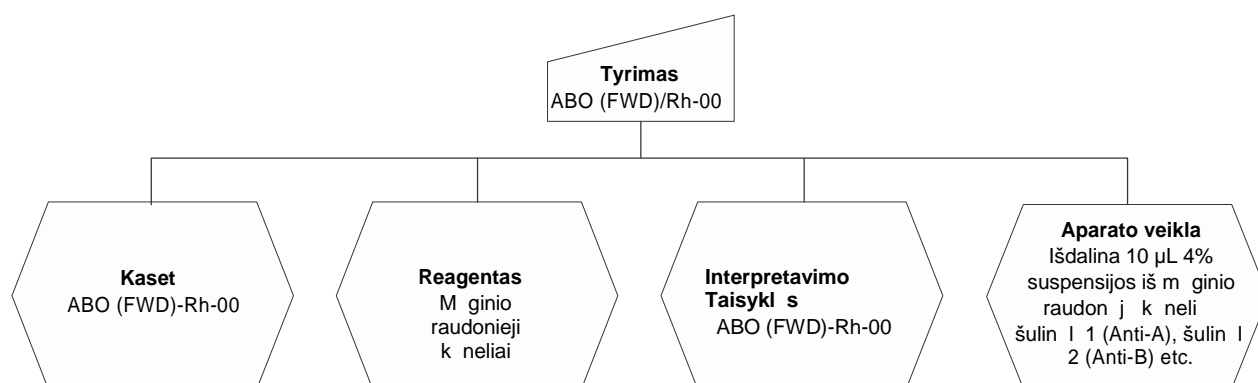 Tyrimas
ABO (FWD)/Rh-00
Kaset
ABO (FWD)-Rh-00
Reagentas
M ginio
raudonieji
k neliai
Interpretavimo
Taisykl s
ABO (FWD)-Rh-00
Aparato veikla
Išdalina 10 µL 4%
suspensijos iš m ginio
raudon j k neli
šulin l 1 (Anti-A), šulin l
2 (Anti-B) etc.